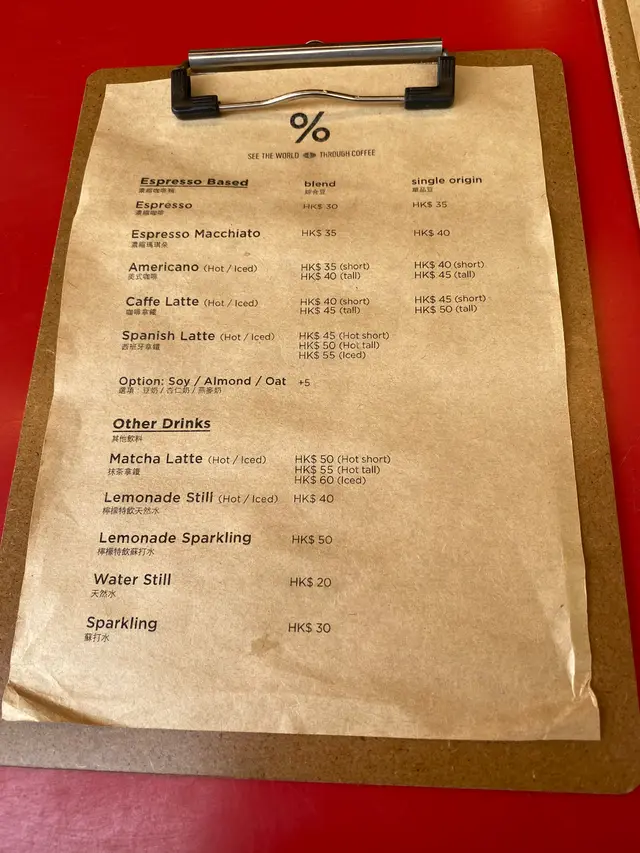 %
SEE THE WORLD THROUGH COFFEE
Espresso Based blend single origin
濃縮咖啡類 綜合豆 單品豆
Espresso HK$ 30 HK$ 35
濃縮咖啡
Espresso Macchiato HK$ 35 HK$ 40
濃縮瑪琪朵
Americano (Hot / Iced) HK$ 35 (short) HK$ 40 (short)
美式咖啡 HK$ 40 (tall) HK$ 45 (tall)
Caffe Latte (Hot / Iced) HK$ 40 (short) HK$ 45 (short)
咖啡拿鐵 HK$ 45 (tall) HK$ 50 (tall)
Spanish Latte (Hot / Iced) HK$ 45 (Hot short)
西班牙拿鐵 HK$ 50 (Hot tall)
HK$ 55 (Iced)
Option: Soy / Almond / Oat +5
選項：豆奶 / 杏仁奶 / 燕麥奶
Other Drinks
其他飲料
Matcha Latte (Hot / Iced) HK$ 50 (Hot short)
抹茶拿鐵 HK$ 55 (Hot tall)
HK$ 60 (Iced)
Lemonade Still (Hot / Iced) HK$ 40
檸檬特飲天然水
Lemonade Sparkling HK$ 50
檸檬特飲蘇打水
Water Still HK$ 20
天然水
Sparkling HK$ 30
蘇打水